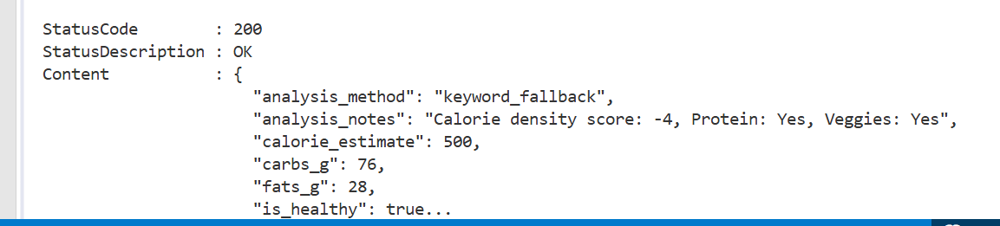 StatusCode        : 200
StatusDescription : OK
Content           : {
"analysis_method": "keyword_fallback",
"analysis_notes": "Calorie density score: -4, Protein: Yes, Veggies: Yes",
"calorie_estimate": 500,
"carbs_g": 76,
"fats_g": 28,
"is_healthy": true...